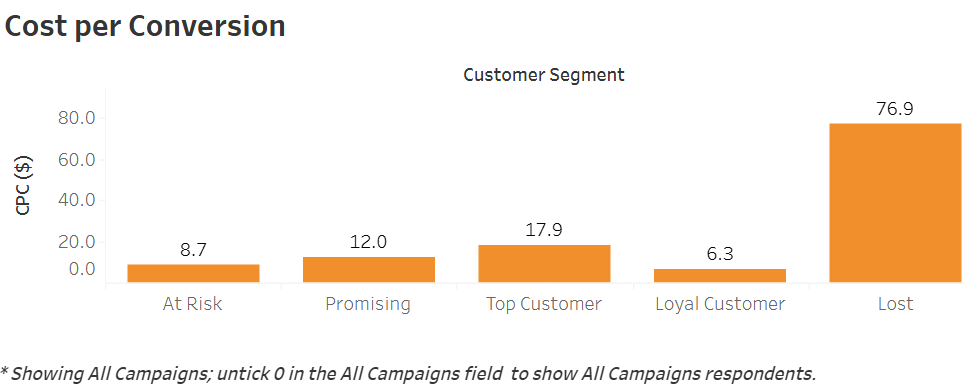 Cost per Conversion
Customer Segment
CPC ($)
80.0
60.0
40.0
20.0
0.0
8.7
12.0
17.9
6.3
76.9
At Risk
Promising
Top Customer
Loyal Customer
Lost
* Showing All Campaigns; untick 0 in the All Campaigns field  to show All Campaigns respondents.